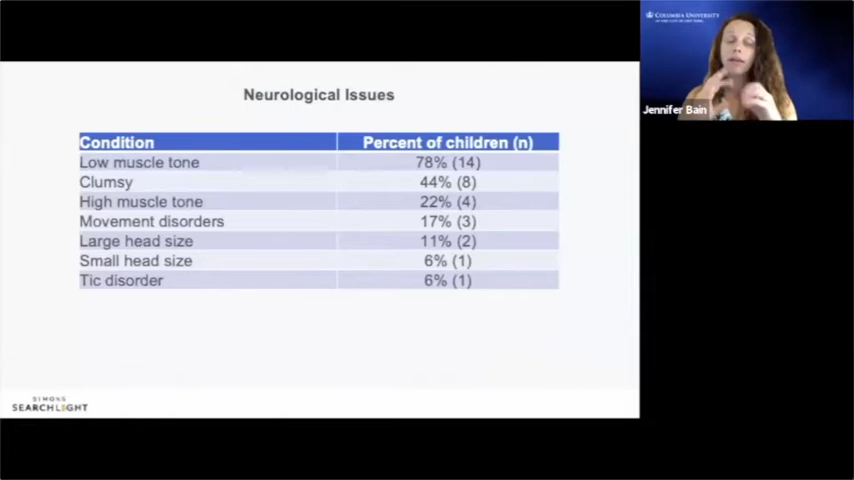 COLUMBIA UNIVERSITY
Jennifer Bain
Neurological Issues
Condition Percent of children (n)
Low muscle tone 78% (14)
Clumsy 44% (8)
High muscle tone 22% (4)
Movement disorders 17% (3)
Large head size 11% (2)
Small head size 6% (1)
Tic disorder 6% (1)
SIMONS
SEARCHLIGHT